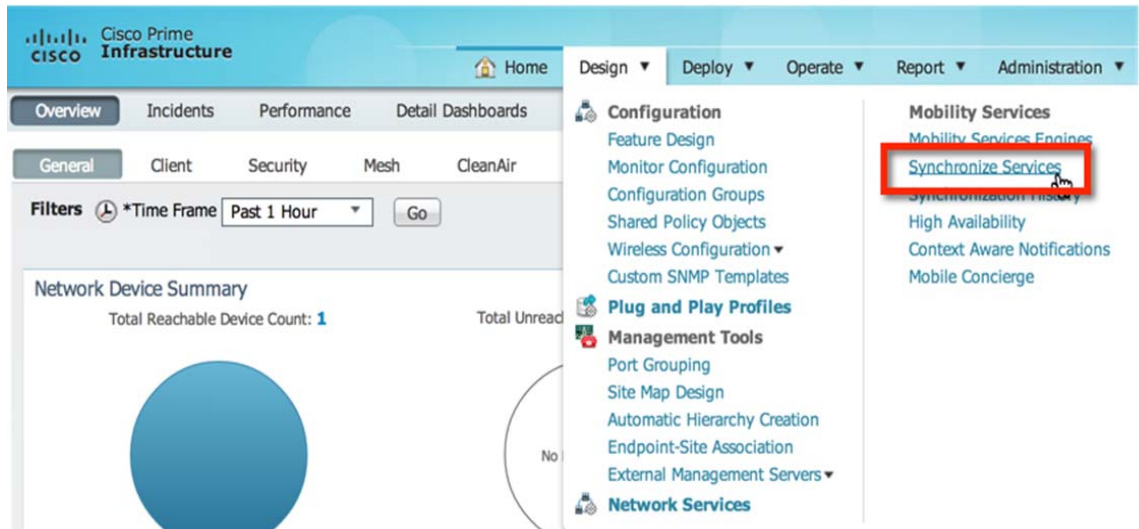 Cisco Prime
CISCO Infrastructure
Home Design Deploy Operate Report Administration
Overview Incidents Performance Detail Dashboards
General Client Security Mesh CleanAir
Filters *Time Frame Past 1 Hour Go
Network Device Summary
Total Reachable Device Count: 1
Total
No
Configuration
Feature Design
Monitor Configuration
Configuration Groups
Shared Policy Objects
Wireless Configuration
Custom SNMP Templates
Plug and Play Profiles
Management Tools
Port Grouping
Site Map Design
Automatic Hierarchy Creation
Endpoint-Site Association
External Management Servers
Network Services
Mobility Services
Mobility Services Engines
Synchronize Services
Synchronization History
High Availability
Context Aware Notifications
Mobile Concierge